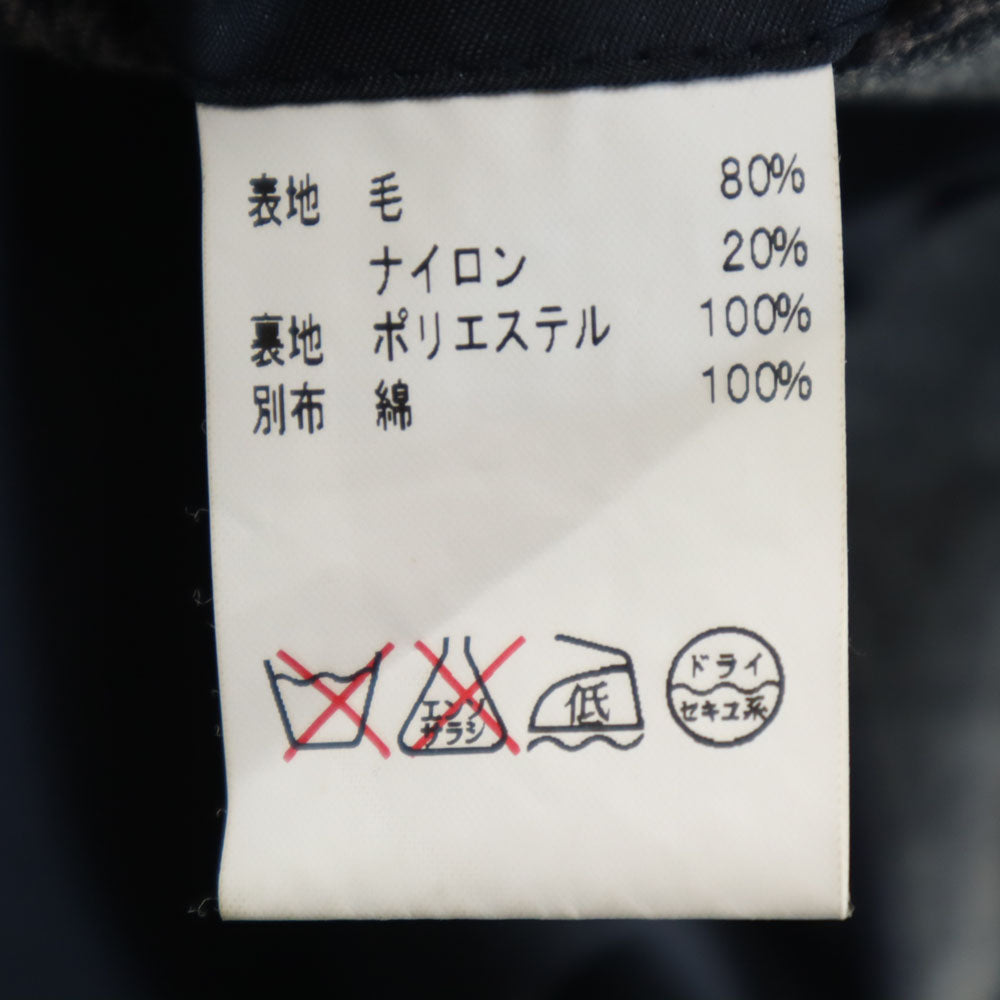 表地 毛 80%
ナイロン 20%
裏地 ポリエステル 100%
別布 綿 100%
エンソ
サラシ
低
ドライ
セキユ系